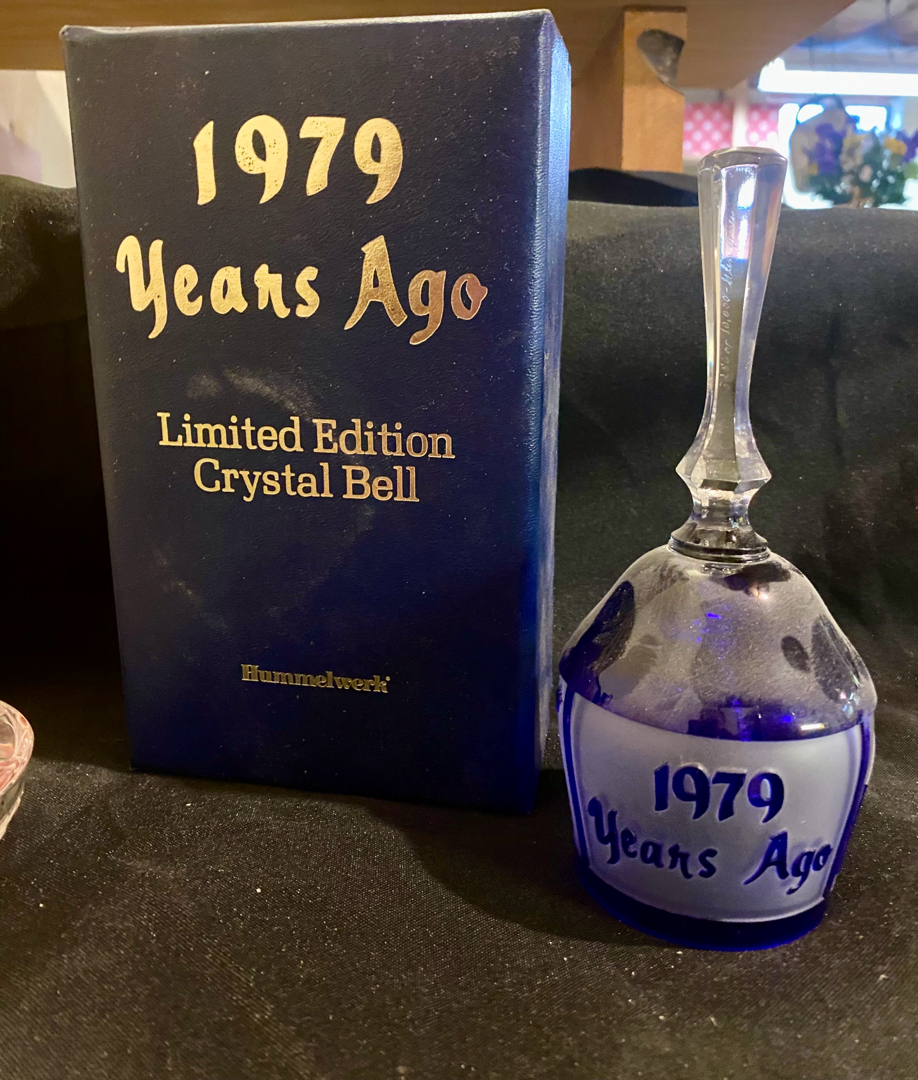 1979
Years Ago
Limited Edition
Crystal Bell
Hummelwerk
1979
Years Ago